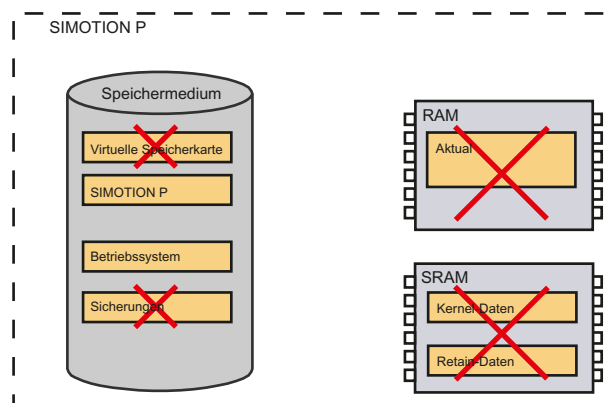 SIMOTION P
Speichermedium
Virtuelle Speicherkarte
SIMOTION P
Betriebssystem
Sicherungen
RAM
Aktual
SRAM
Kernel-Daten
Retain-Daten